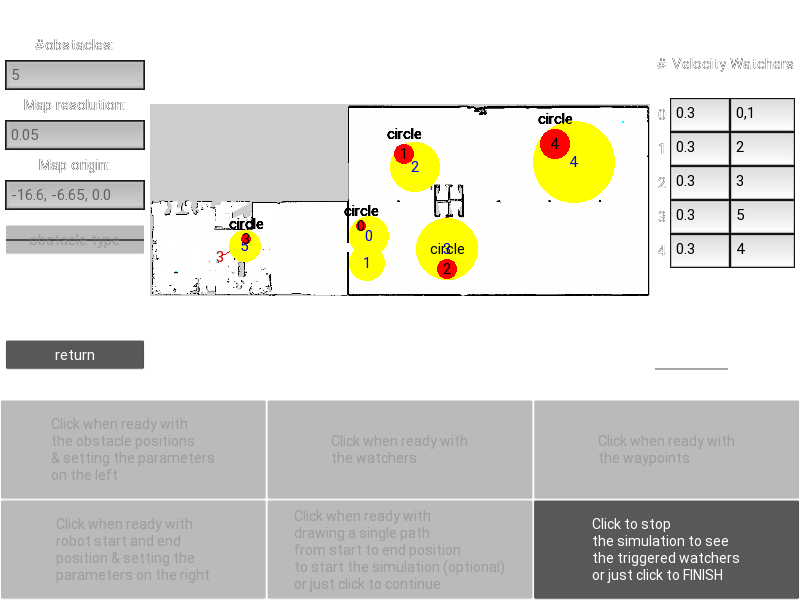 #obstacles:
5
Map resolution:
0.05
Map origin:
-16.6, -6.65, 0.0
obstacle type
return
circle
1
2
circle
4
4
circle
0
0
1
circle
3
5
3
3
circle
2
# Velocity Watchers
0 0.3 0,1
1 0.3 2
2 0.3 3
3 0.3 5
4 0.3 4
Click when ready with
the obstacle positions
& setting the parameters
on the left
Click when ready with
the watchers
Click when ready with
the waypoints
Click when ready with
robot start and end
position & setting the
parameters on the right
Click when ready with
drawing a single path
from start to end position
to start the simulation (optional)
or just click to continue
Click to stop
the simulation to see
the triggered watchers
or just click to FINISH